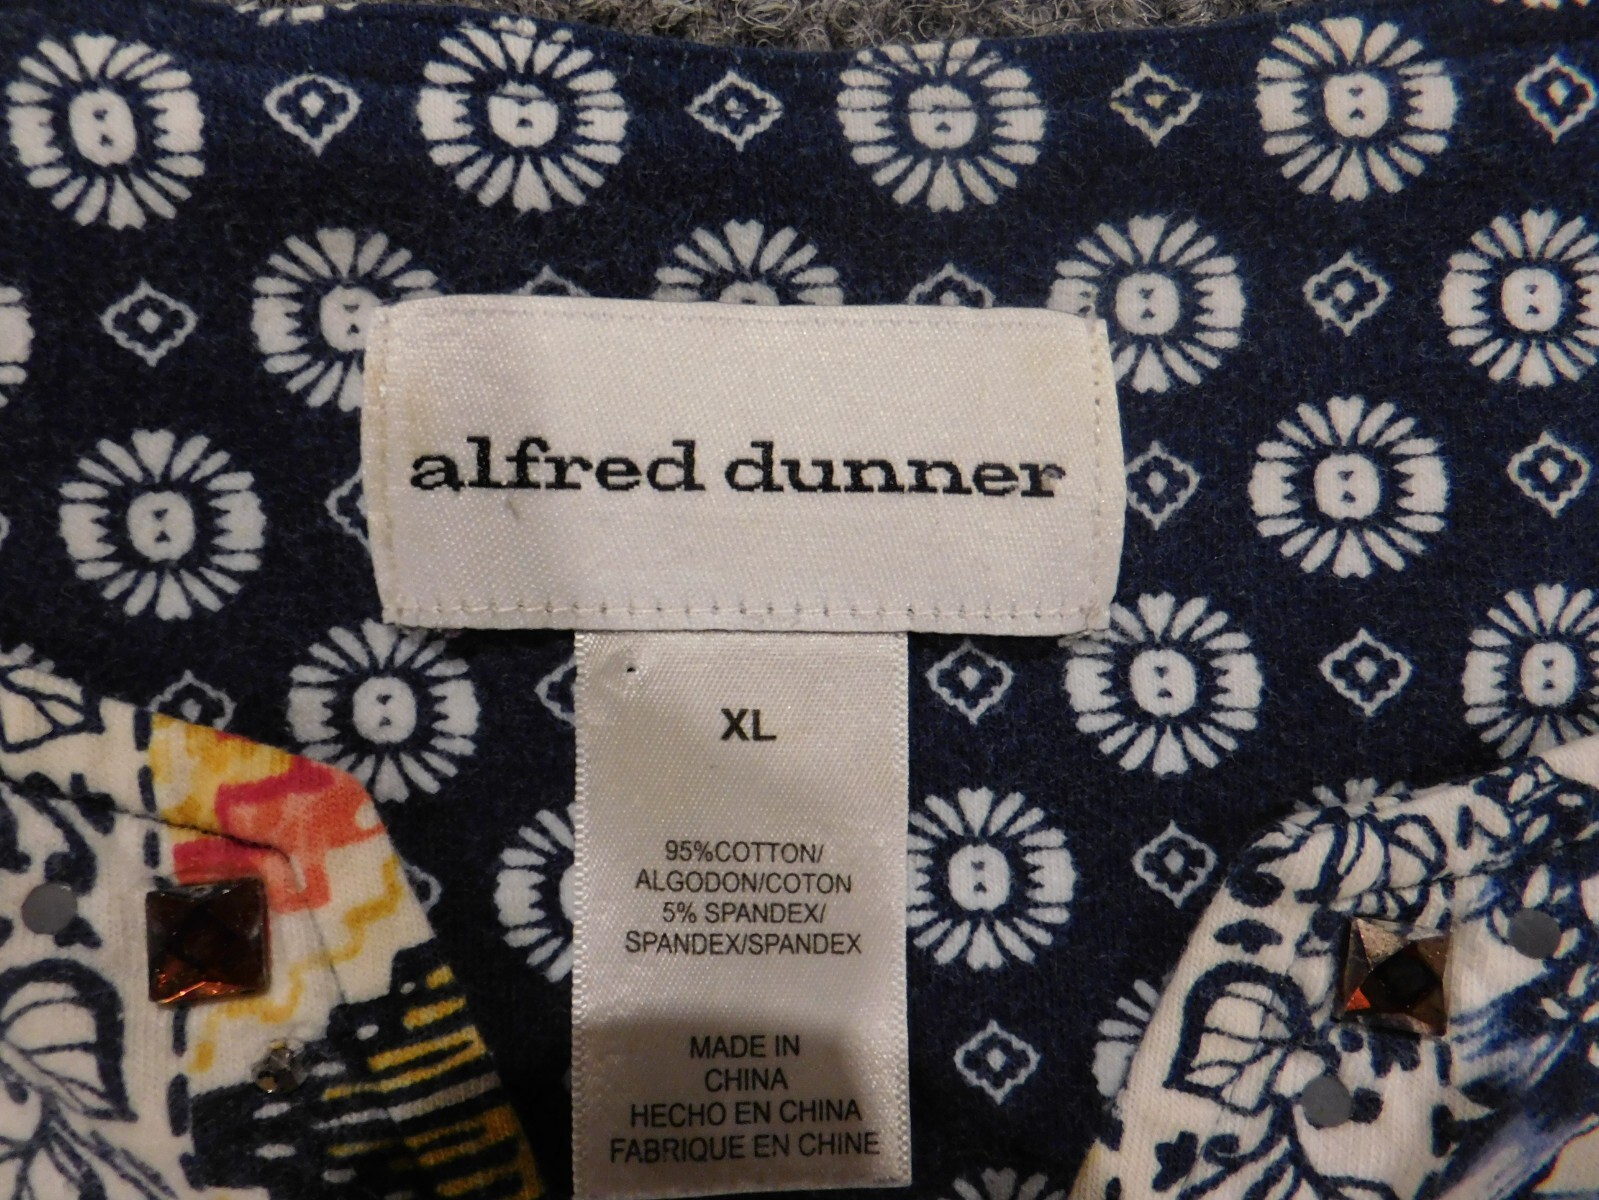 alfred dunner
XL
95%COTTON/
ALGODON/COTON
5% SPANDEX/
SPANDEX/SPANDEX
MADE IN
CHINA
HECHO EN CHINA
FABRIQUE EN CHINE